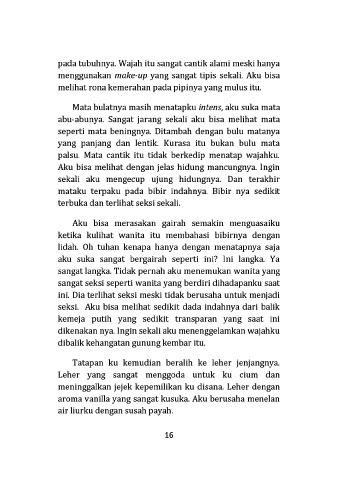 pada tubuhnya. Wajah itu sangat cantik alami meski hanya
menggunakan make-up yang sangat tipis sekali. Aku bisa
melihat rona kemerahan pada pipinya yang mulus itu.
Mata bulatnya masih menatapku intens, aku suka mata
abu-abunya. Sangat jarang sekali aku bisa melihat mata
seperti mata beningnya. Ditambah dengan bulu matanya
yang panjang dan lentik. Kurasa itu bukan bulu mata
palsu. Mata cantik itu tidak berkedip menatap wajahku.
Aku bisa melihat dengan jelas hidung mancungnya. Ingin
sekali aku mengecup ujung hidungnya. Dan terakhir
mataku terpaku pada bibir indahnya. Bibir nya sedikit
terbuka dan terlihat seksi sekali.
Aku bisa merasakan gairah semakin menguasaiku
ketika kulihat wanita itu membahasi bibirnya dengan
lidah. Oh tuhan kenapa hanya dengan menatapnya saja
aku suka sangat bergairah seperti ini? Ini langka. Ya
sangat langka. Tidak pernah aku menemukan wanita yang
sangat seksi seperti wanita yang berdiri dihadapanku saat
ini. Dia terlihat seksi meski tidak berusaha untuk menjadi
seksi. Aku bisa melihat sedikit dada indahnya dari balik
kemeja putih yang sedikit transparan yang saat ini
dikenakan nya. Ingin sekali aku menenggelamkan wajahku
dibalik kehangatan gunung kembar itu.
Tatapan ku kemudian beralih ke leher jenjangnya.
Leher yang sangat menggoda untuk ku cium dan
meninggalkan jejek kepemilikan ku disana. Leher dengan
aroma vanilla yang sangat kusuka. Aku berusaha menelan
air liurku dengan susah payah.
16